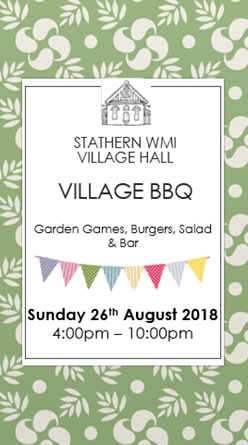 STATHERN WMI
VILLAGE HALL
VILLAGE BBQ
Garden Games, Burgers, Salad
& Bar
Sunday 26th August 2018
4:00pm – 10:00pm